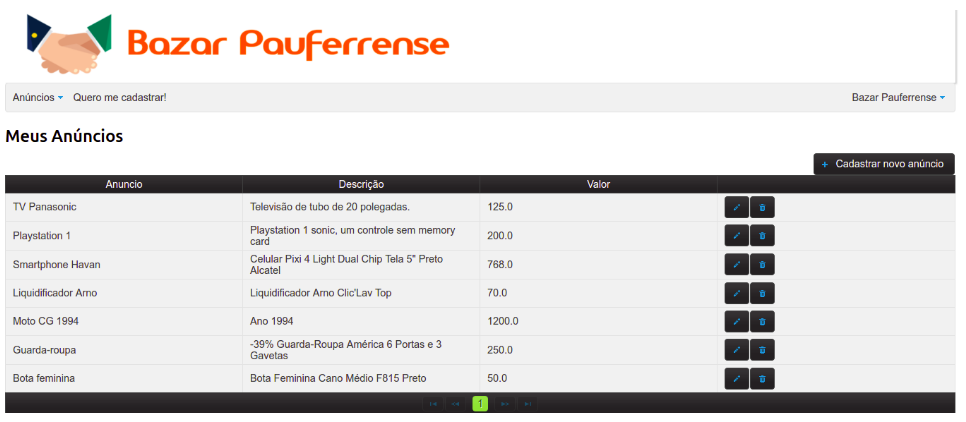 Bazar Pauferrense
Anúncios Quero me cadastrar! Bazar Pauferrense
Meus Anúncios
+ Cadastrar novo anúncio
Anuncio Descrição Valor
TV Panasonic Televisão de tubo de 20 polegadas. 125.0
Playstation 1 Playstation 1 sonic, um controle sem memory
card 200.0
Smartphone Havan Celular Pixi 4 Light Dual Chip Tela 5" Preto
Alcatel 768.0
Liquidificador Arno Liquidificador Arno Clic'Lav Top 70.0
Moto CG 1994 Ano 1994 1200.0
Guarda-roupa -39% Guarda-Roupa América 6 Portas e 3
Gavetas 250.0
Bota feminina Bota Feminina Cano Médio F815 Preto 50.0
1